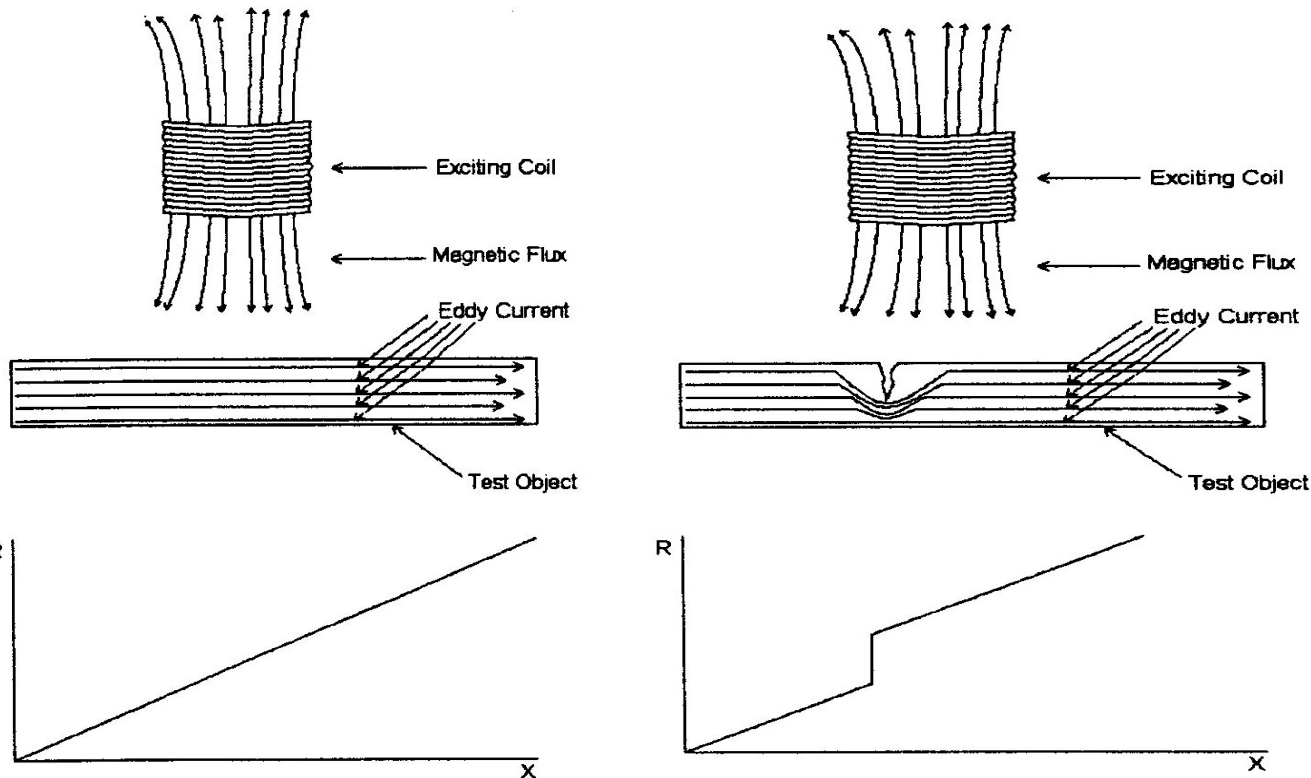 Exciting Coil
Magnetic Flux
Eddy Current
Test Object
X
Exciting Coil
Magnetic Flux
Eddy Current
Test Object
R
X